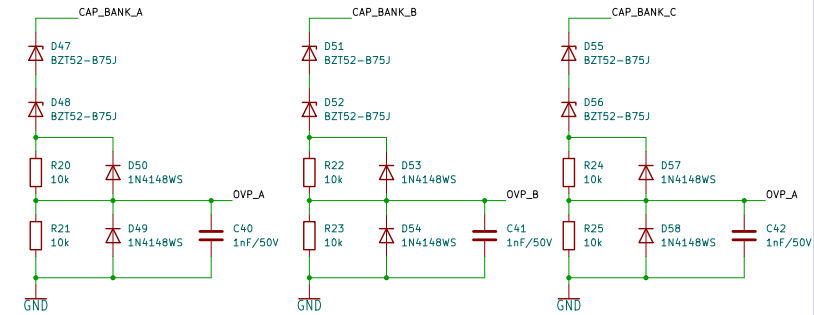 CAP_BANK_A
D47
BZT52-B75J
D48
BZT52-B75J
R20
10k
D50
1N4148WS
OVP_A
R21
10k
D49
1N4148WS
C40
1nF/50V
GND
CAP_BANK_B
D51
BZT52-B75J
D52
BZT52-B75J
R22
10k
D53
1N4148WS
OVP_B
R23
10k
D54
1N4148WS
C41
1nF/50V
GND
CAP_BANK_C
D55
BZT52-B75J
D56
BZT52-B75J
R24
10k
D57
1N4148WS
OVP_A
R25
10k
D58
1N4148WS
C42
1nF/50V
GND